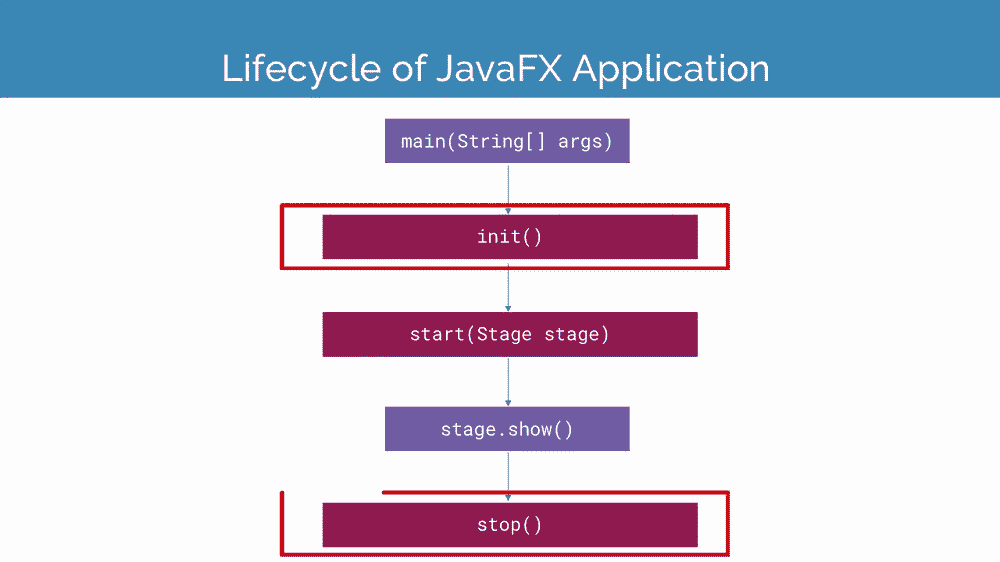 Lifecycle of JavaFX Application
main(String[] args)
init()
start(Stage stage)
stage.show()
stop()